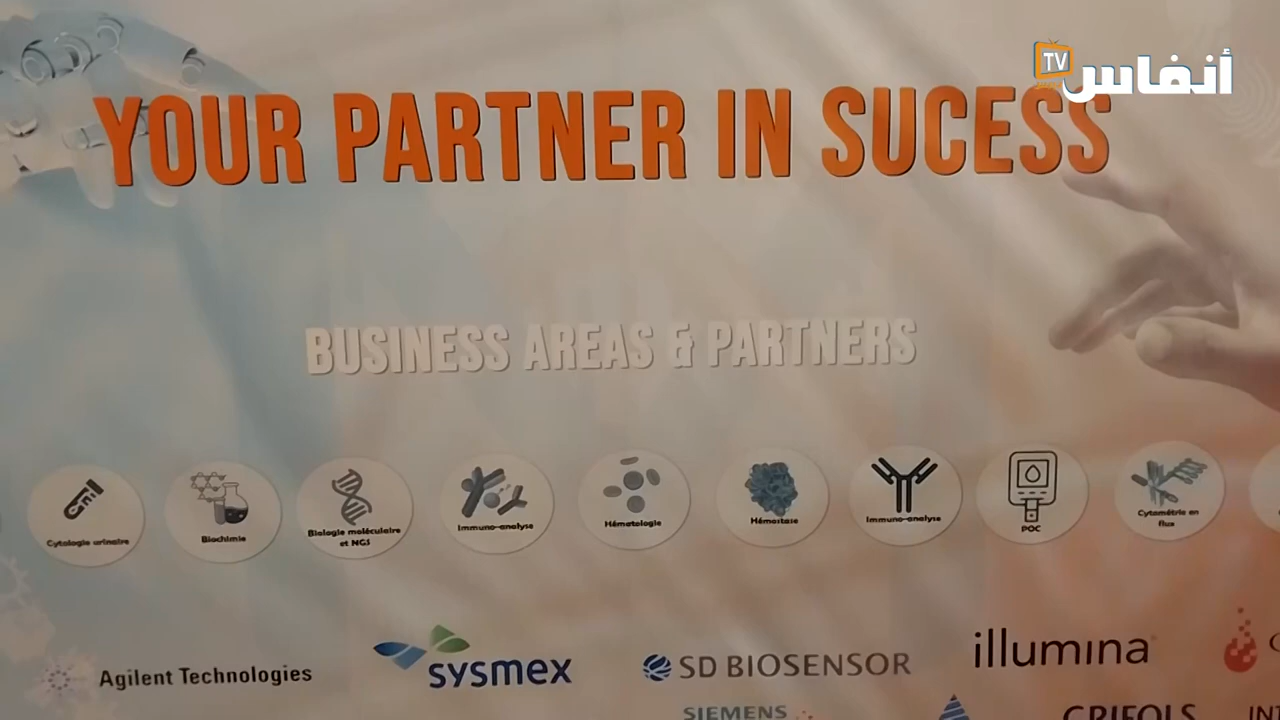 أنفاس
TV
YOUR PARTNER IN SUCESS
BUSINESS AREAS & PARTNERS
Cytologie urinaire
Biochimie
Biologie moléculaire
et NGS
Immuno-analyse
Hématologie
Hémostase
Immuno-analyse
POC
Cytométrie en
flux
Agilent Technologies
sysmex
SD BIOSENSOR
illumina
SIEMENS
GRIFOLS